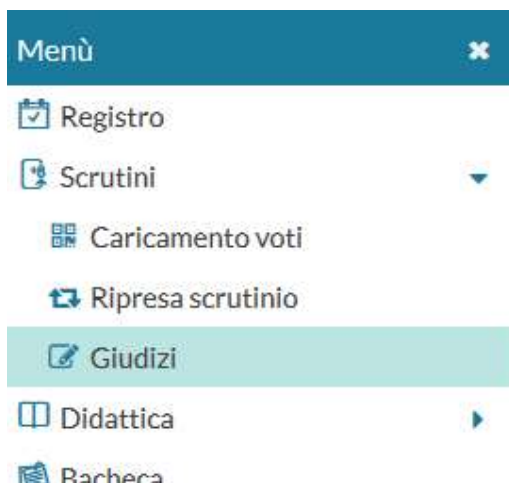 Menù
Registro
Scrutini
Caricamento voti
Ripresa scrutinio
Giudizi
Didattica
Bacheca